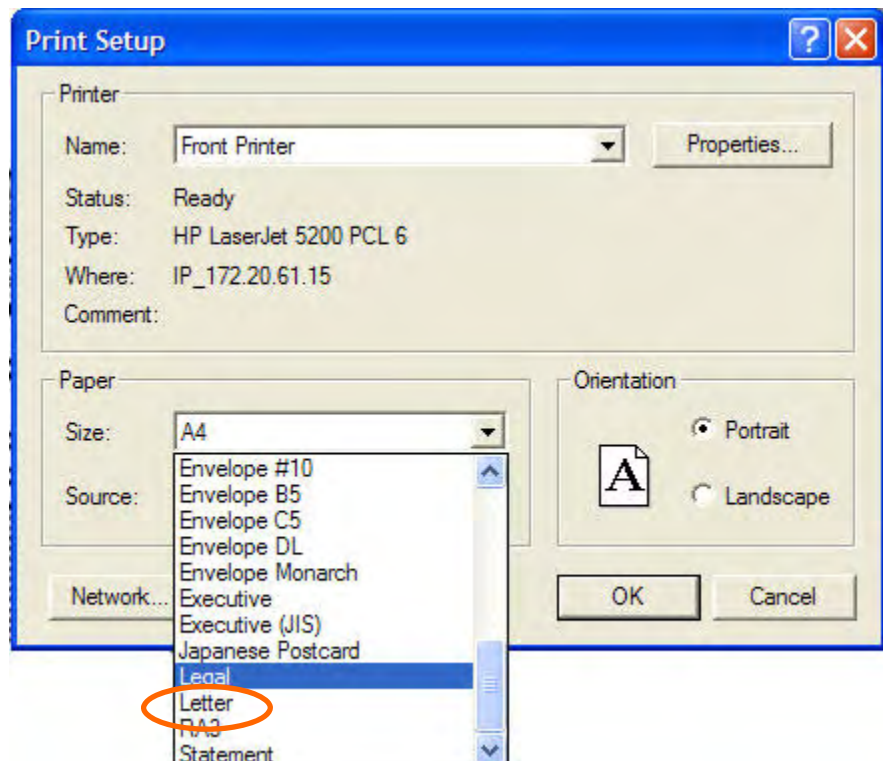 Print Setup
Printer
Name: Front Printer Properties...
Status: Ready
Type: HP LaserJet 5200 PCL 6
Where: IP_172.20.61.15
Comment:
Paper
Orientation
Size: A4
Portrait
Envelope #10
A
Source: Envelope B5
Landscape
Envelope C5
Envelope DL
Envelope Monarch
Network... Executive OK Cancel
Executive (JIS)
Japanese Postcard
Legal
Letter
RA3
Statement